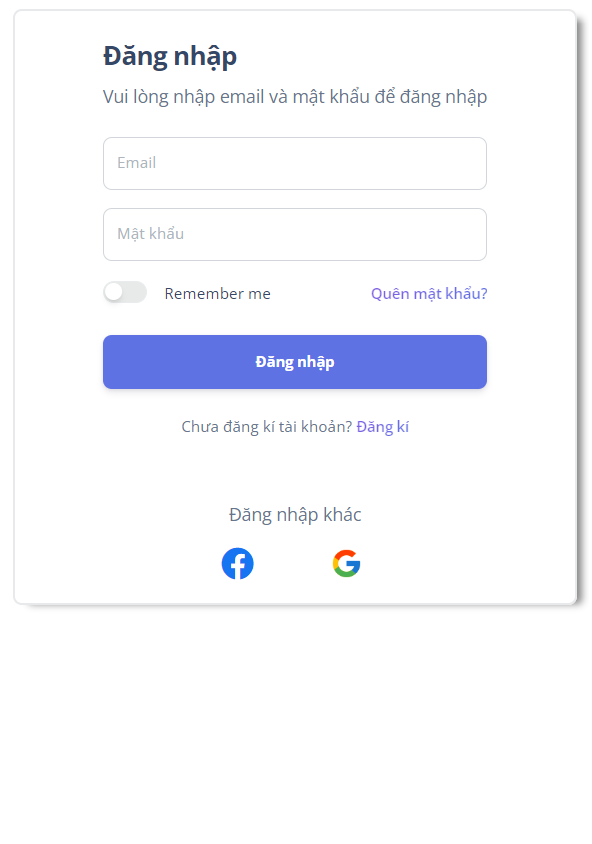 Đăng nhập
Vui lòng nhập email và mật khẩu để đăng nhập
Email
Mật khẩu
Remember me Quên mật khẩu?
Đăng nhập
Chưa đăng kí tài khoản? Đăng kí
Đăng nhập khác